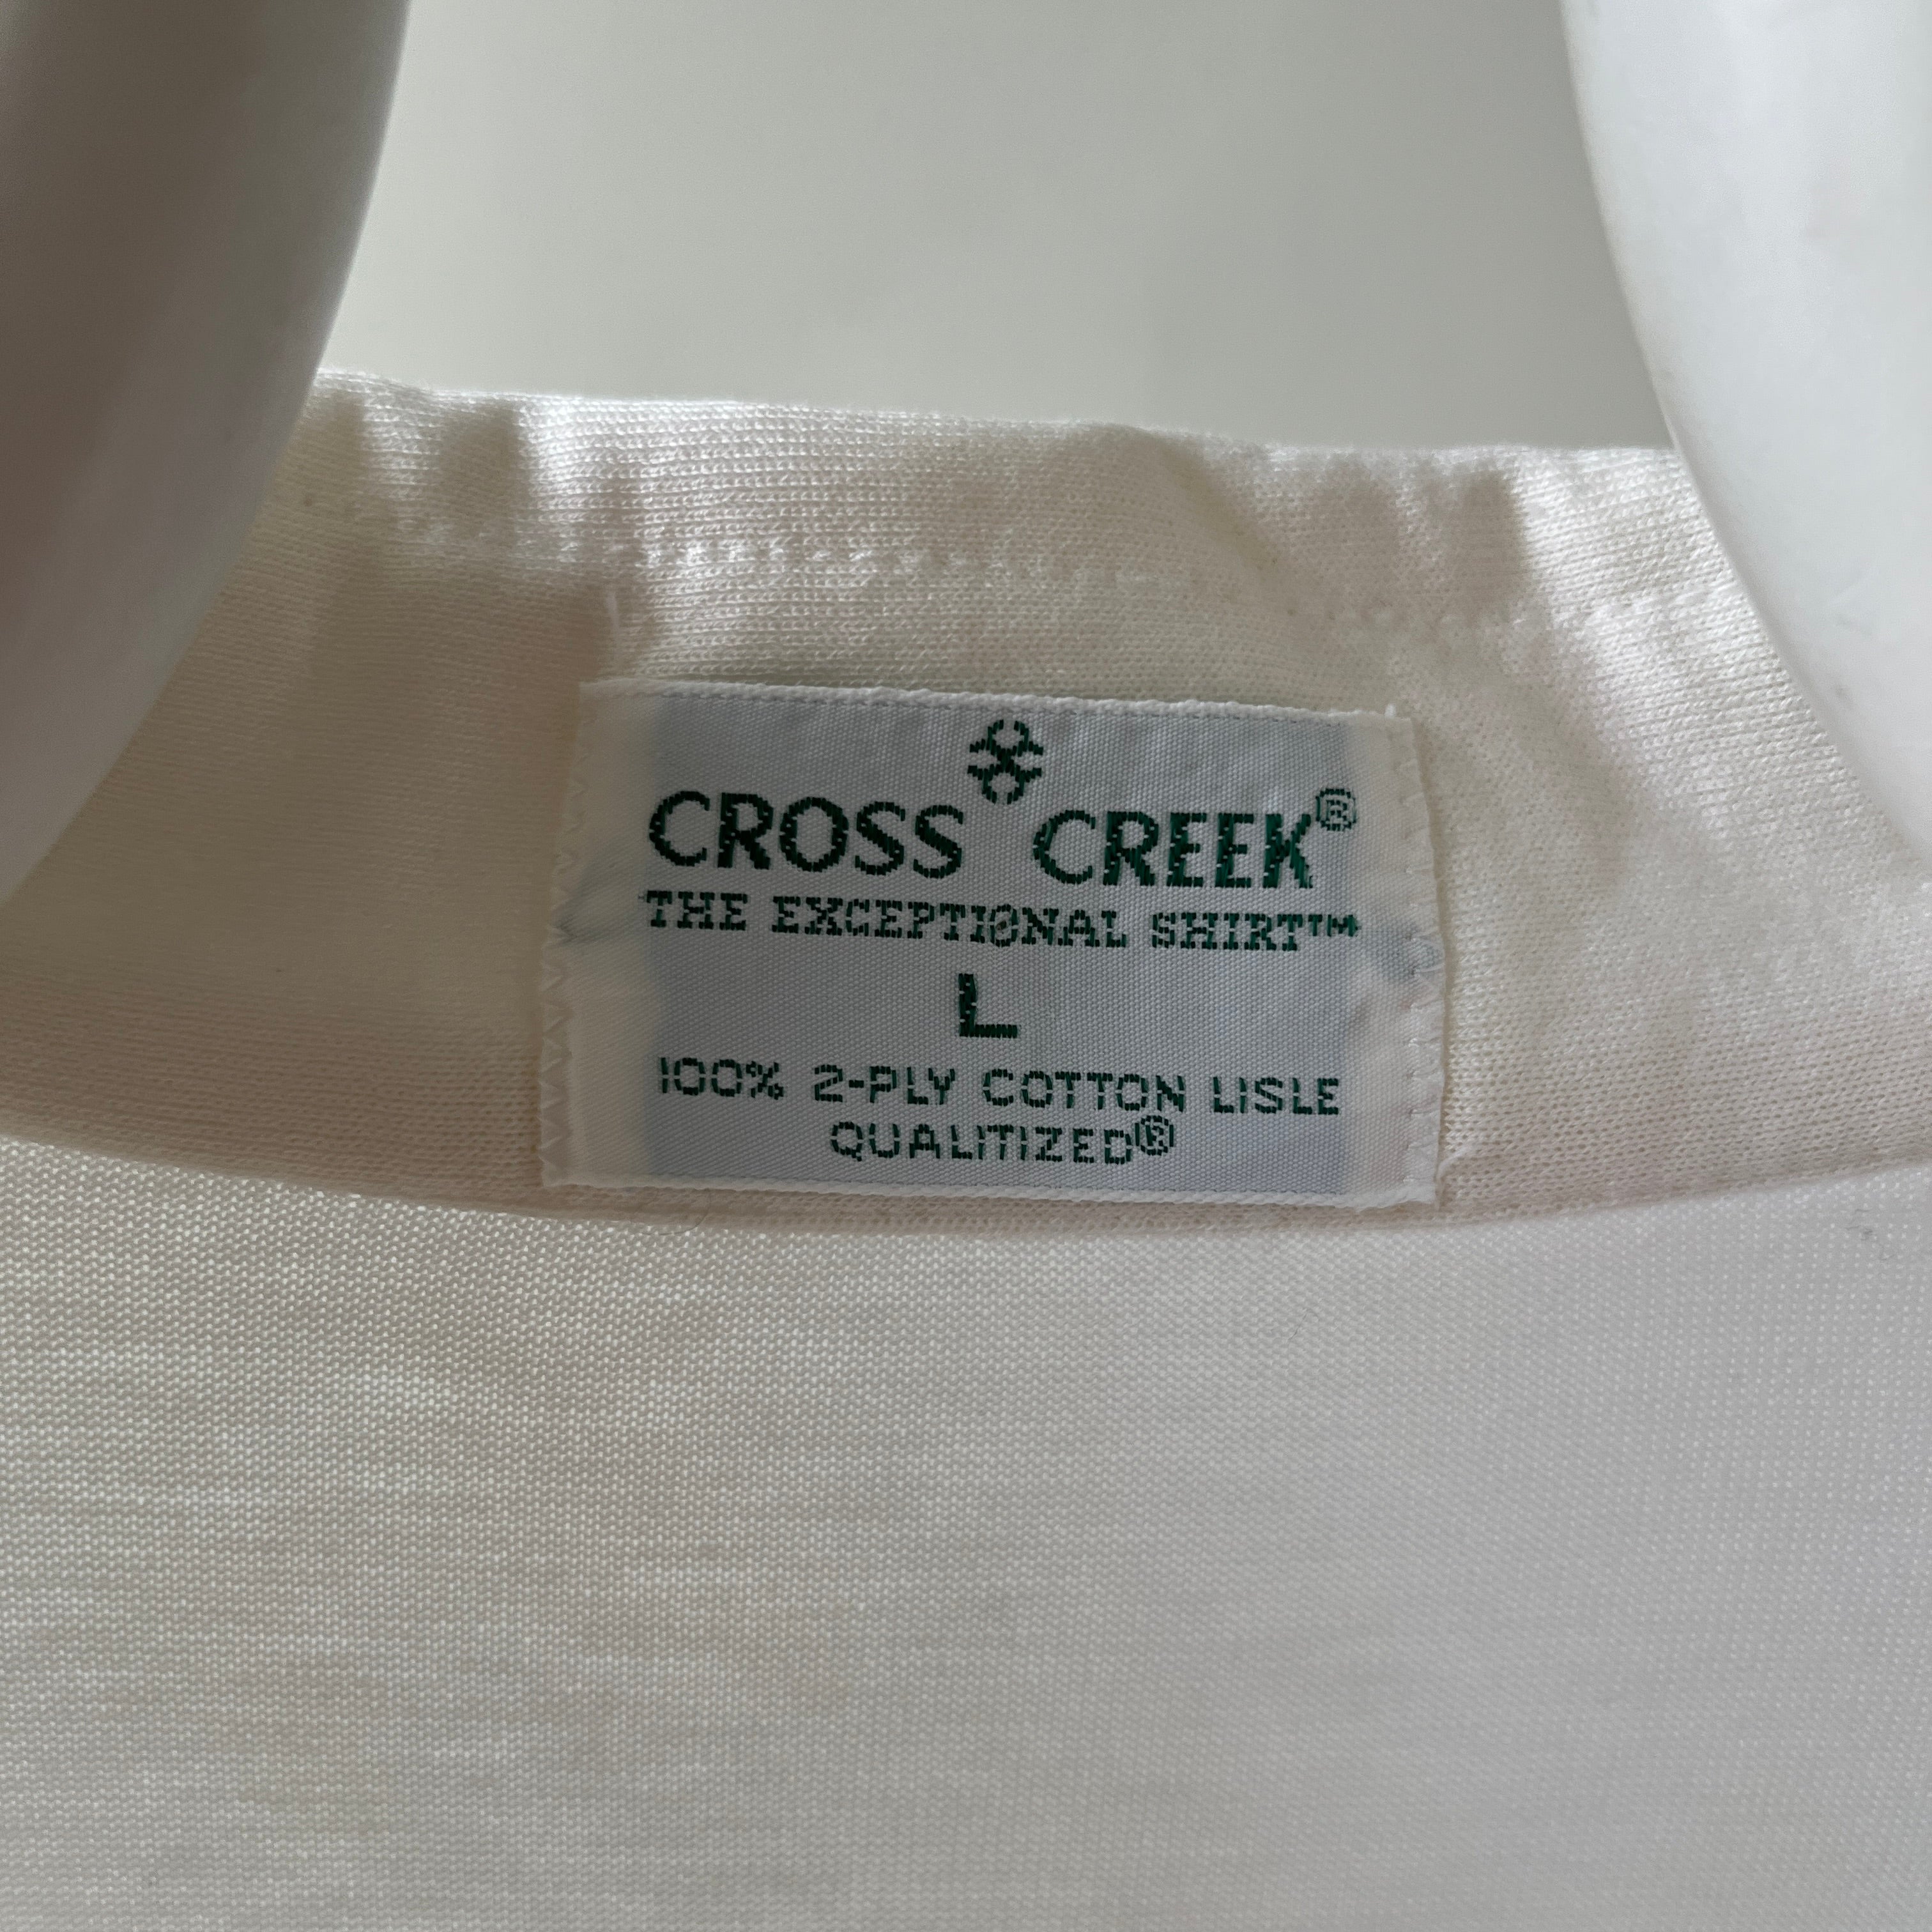 CROSS CREEK®
THE EXCEPTIONAL SHIRT™
L
100% 2-PLY COTTON LISLE
QUALITIZED®